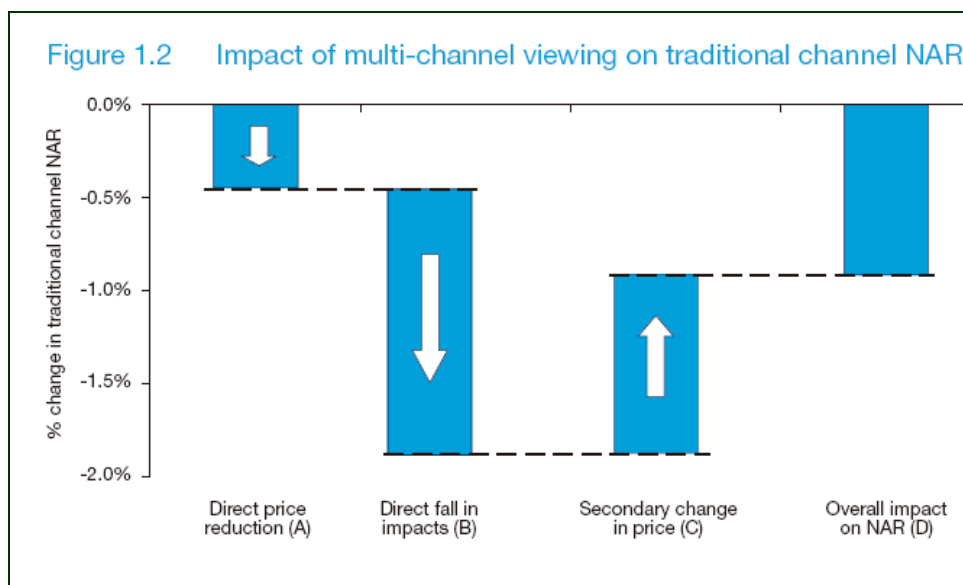 Figure 1.2 Impact of multi-channel viewing on traditional channel NAR
0.0%
-0.5%
-1.0%
-1.5%
-2.0%
% change in traditional channel NAR
Direct price
reduction (A)
Direct fall in
impacts (B)
Secondary change
in price (C)
Overall impact
on NAR (D)